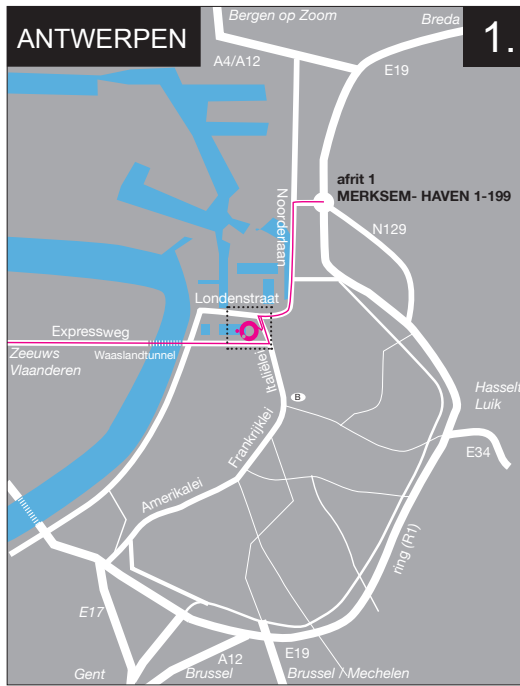 ANTWERPEN
1.
Bergen op Zoom
Breda
A4/A12
E19
afrit 1
MERKSEM- HAVEN 1-199
Noorderlaan
N129
Londenstraat
Expressweg
Zeeuws
Vlaanderen
Waaslandtunnel
Italiëlei
B
Hasselt
Luik
Frankrijklei
E34
Amerikalei
ring (R1)
E17
E19
A12
Gent
Brussel
Brussel / Mechelen